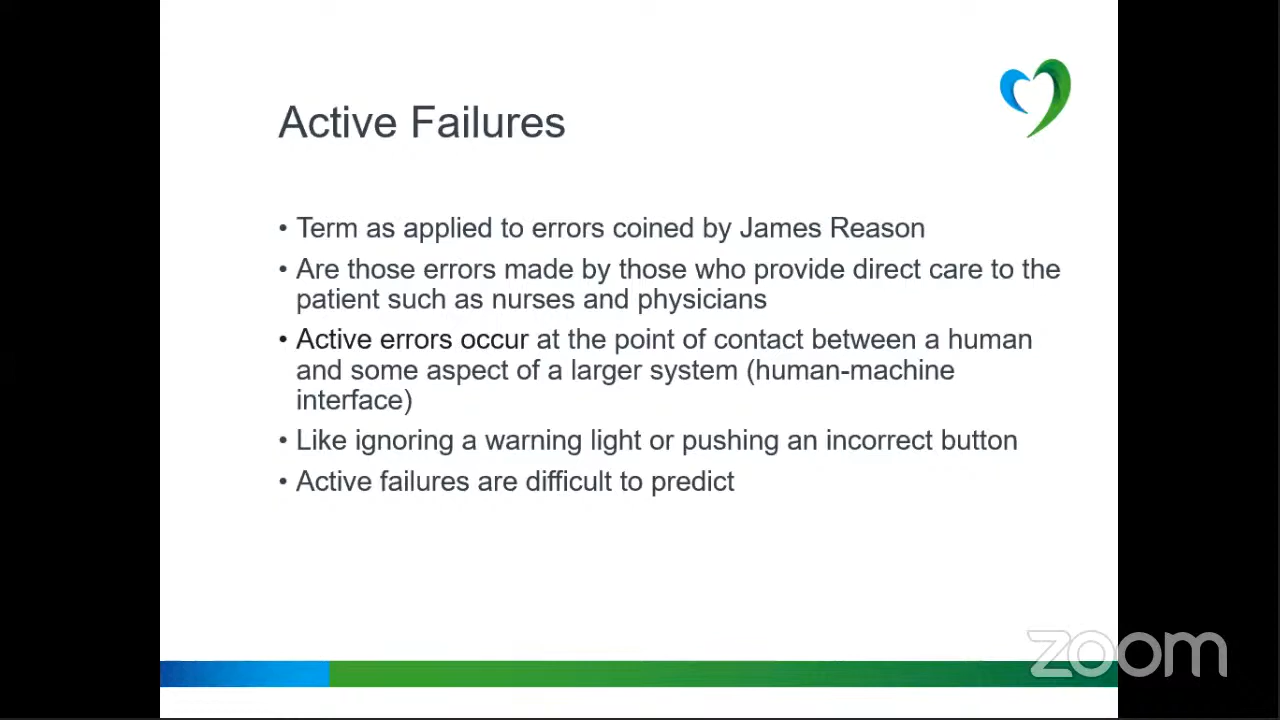 Active Failures
• Term as applied to errors coined by James Reason
• Are those errors made by those who provide direct care to the
patient such as nurses and physicians
• Active errors occur at the point of contact between a human
and some aspect of a larger system (human-machine
interface)
• Like ignoring a warning light or pushing an incorrect button
• Active failures are difficult to predict
zoom